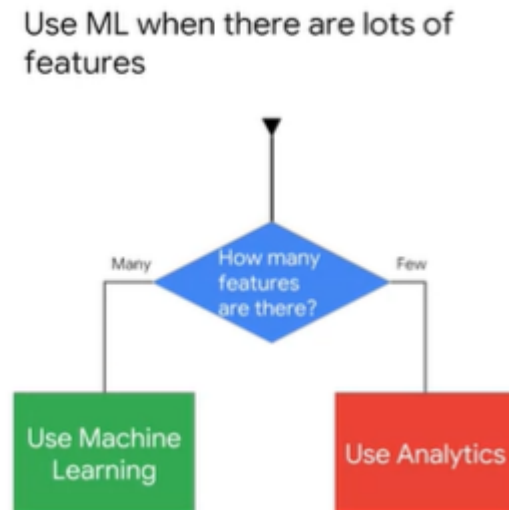 Use ML when there are lots of
features
How many
features
are there?
Many
Few
Use Machine
Learning
Use Analytics